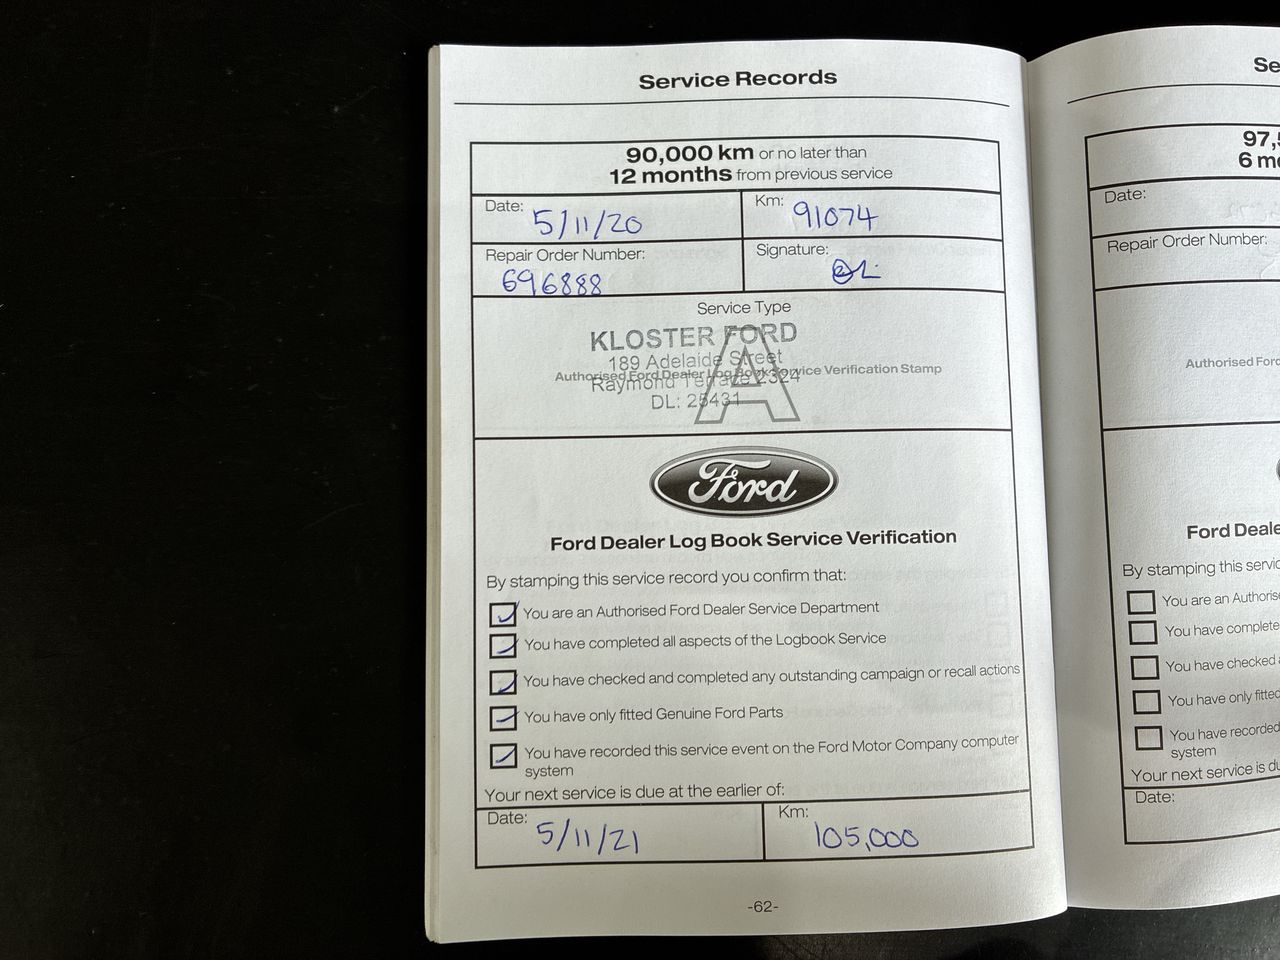 Service Records
90,000 km or no later than
12 months from previous service
Date: 5/11/20
Km: 91074
Repair Order Number: 696888
Signature:
Service Type
A
KLOSTER FORD
189 Adelaide Street
Authorised Ford Dealer Log Book Service Verification Stamp
Raymond Terrace 2324
DL: 25431
Ford
Ford Dealer Log Book Service Verification
By stamping this service record you confirm that:
You are an Authorised Ford Dealer Service Department
You have completed all aspects of the Logbook Service
You have checked and completed any outstanding campaign or recall actions
You have only fitted Genuine Ford Parts
You have recorded this service event on the Ford Motor Company computer
system
Your next service is due at the earlier of:
Date: 5/11/21
Km: 105,000
-62-
6
Date:
Repair Order Number:
Authorised Ford
Ford
By stamping this
You are an
You have
You have checked
You have only fitted
You have recorded
system
Your next service is
Date: